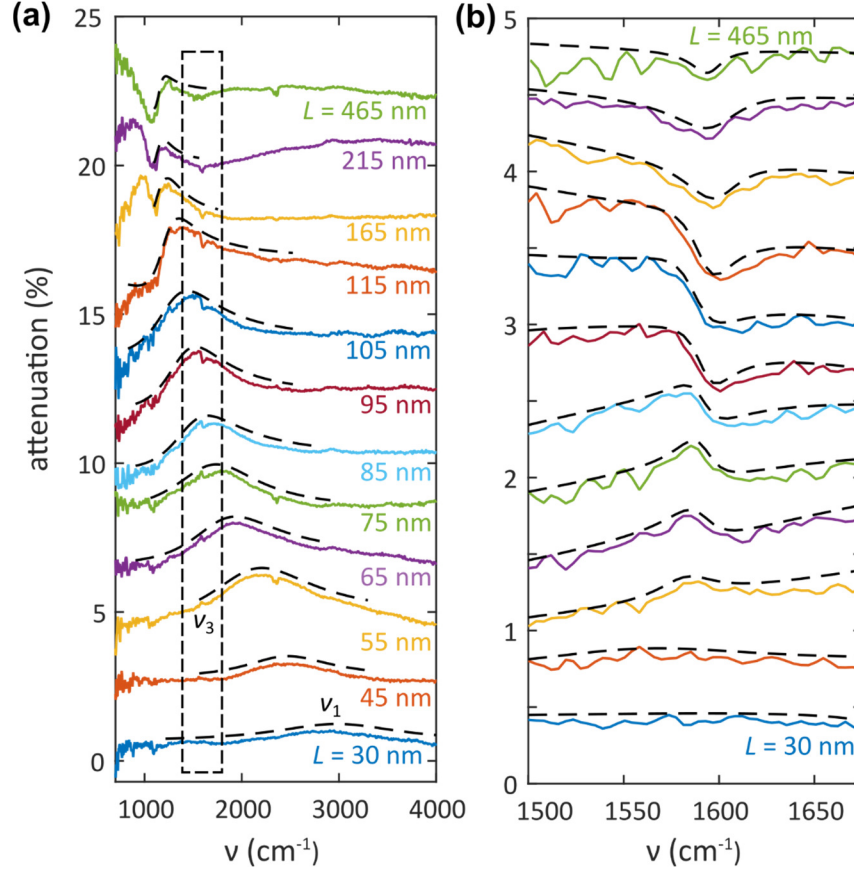 (a)
25
20
15
10
5
0
attenuation (%)
L = 465 nm
215 nm
165 nm
115 nm
105 nm
95 nm
85 nm
75 nm
65 nm
55 nm
ν3
45 nm
ν1
L = 30 nm
1000 2000 3000 4000
ν (cm-1)
(b)
5
4
3
2
1
0
L = 465 nm
L = 30 nm
1500 1550 1600 1650
ν (cm-1)